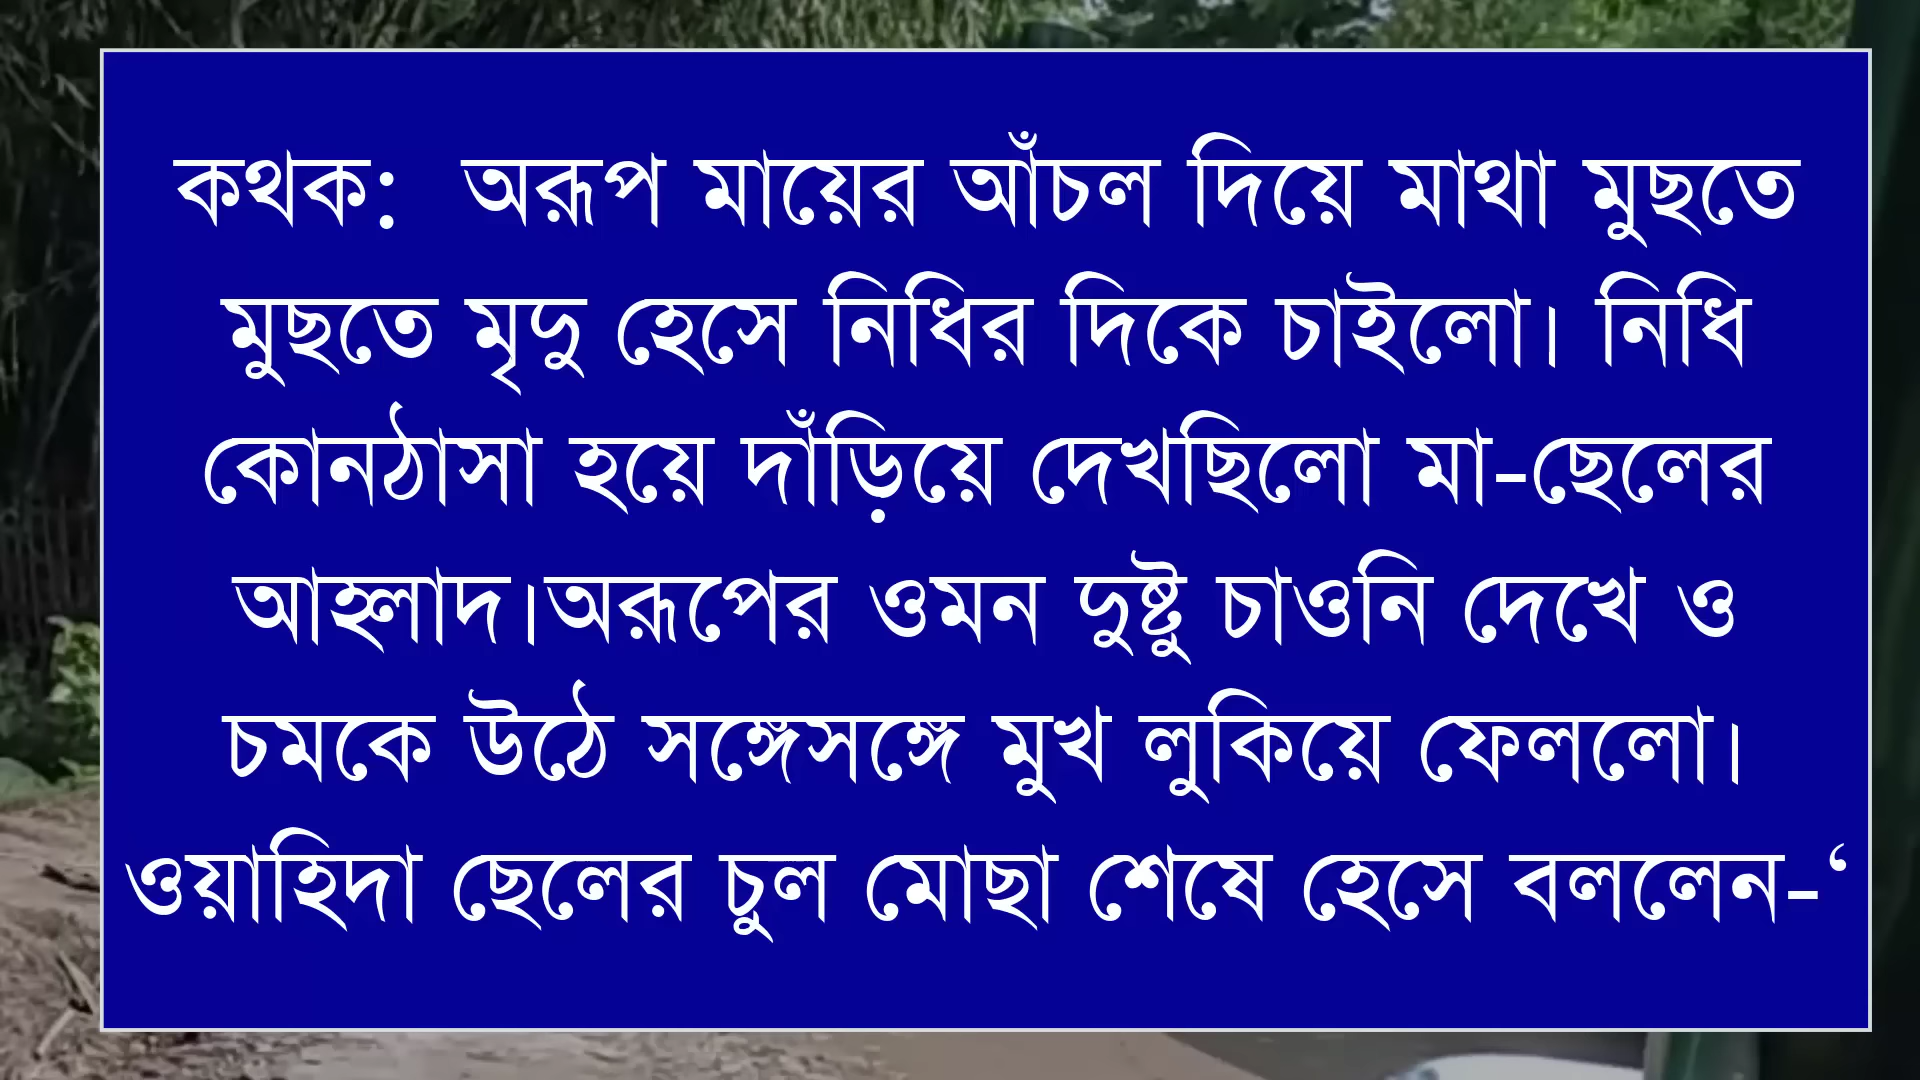 কথক: অরূপ মায়ের আঁচল দিয়ে মাথা মুছতে
মুছতে মৃদু হেসে নিধির দিকে চাইলো। নিধি
কোনঠাসা হয়ে দাঁড়িয়ে দেখছিলো মা-ছেলের
আহ্লাদ।অরূপের ওমন দুষ্টু চাওনি দেখে ও
চমকে উঠে সঙ্গেসঙ্গে মুখ লুকিয়ে ফেললো।
ওয়াহিদা ছেলের চুল মোছা শেষে হেসে বললেন-‘